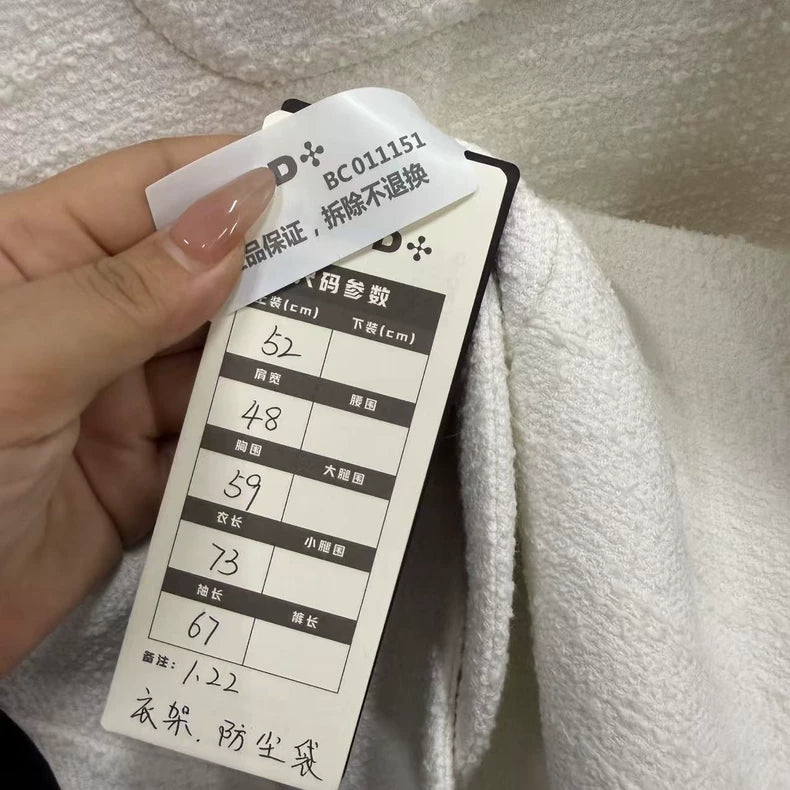 D
BC011151
品保证，拆除不退换
D
尺码参数
上装(cm) 下装(cm)
52
肩宽 腰围
48
胸围 大腿围
59
衣长 小腿围
73
袖长 裤长
67
备注：1.22
衣架、防尘袋